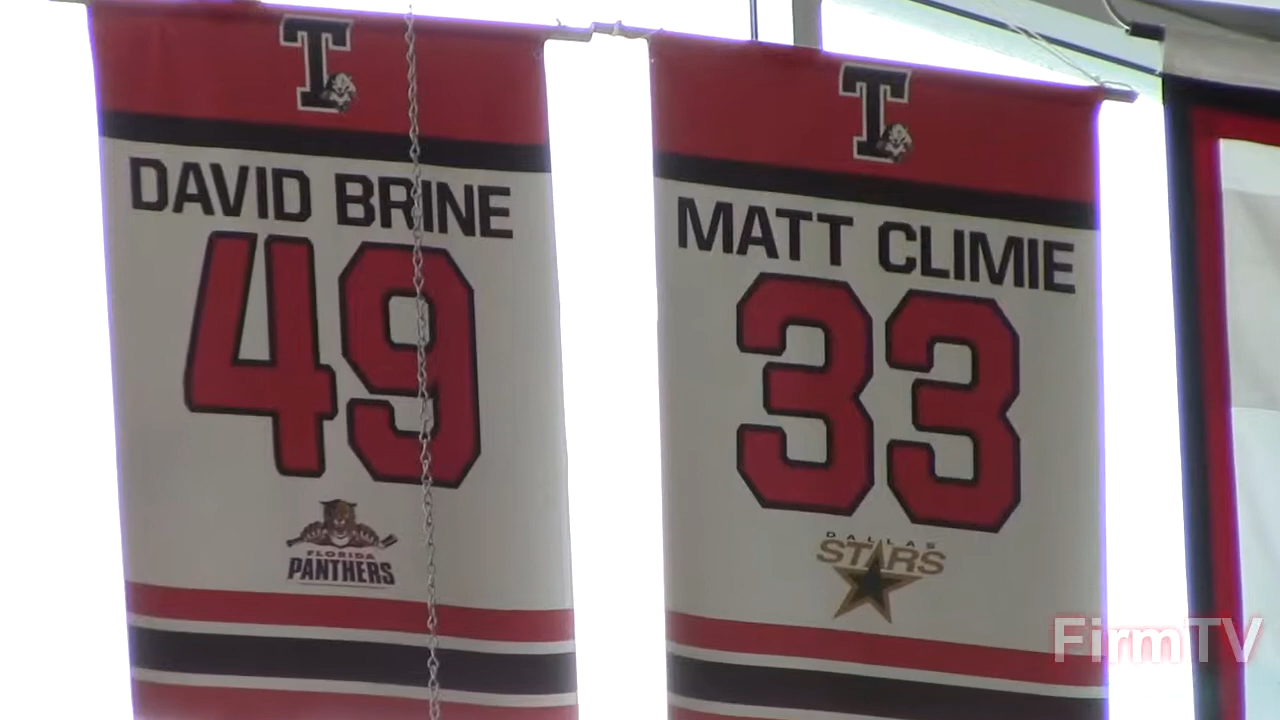 T
DAVID BRINE
49
FLORIDA
PANTHERS
T
MATT CLIMIE
33
DALLAS
STARS
FirmTV